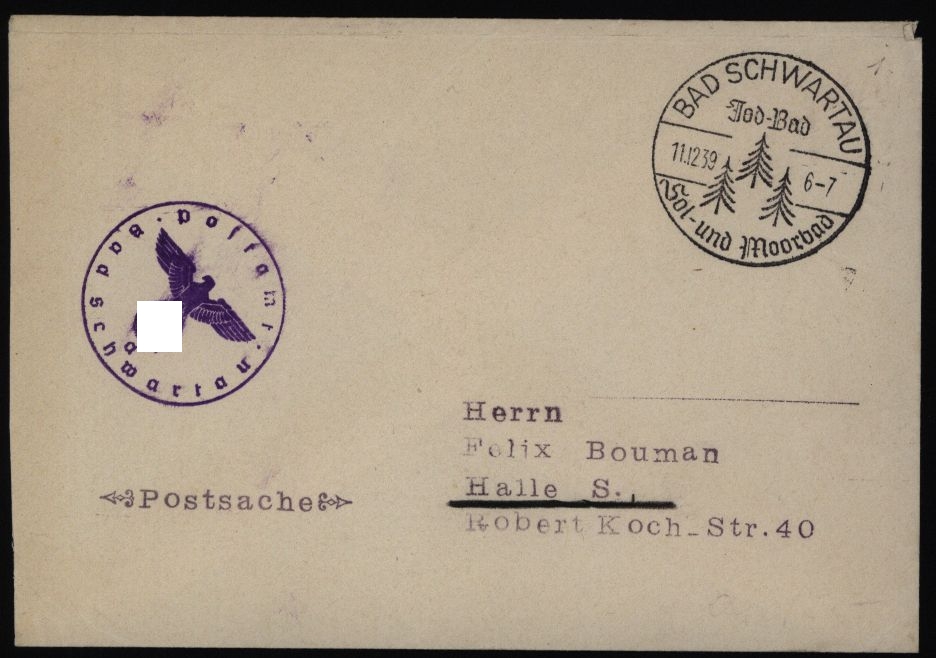 BAD SCHWARTAU
Jod-Bad
11.12.39
6-7
Sol- und Moorbad
Postamt
Bad Schwartau
Herrn
Felix Bouman
Halle S.,
Postsache
Robert Koch-Str.40